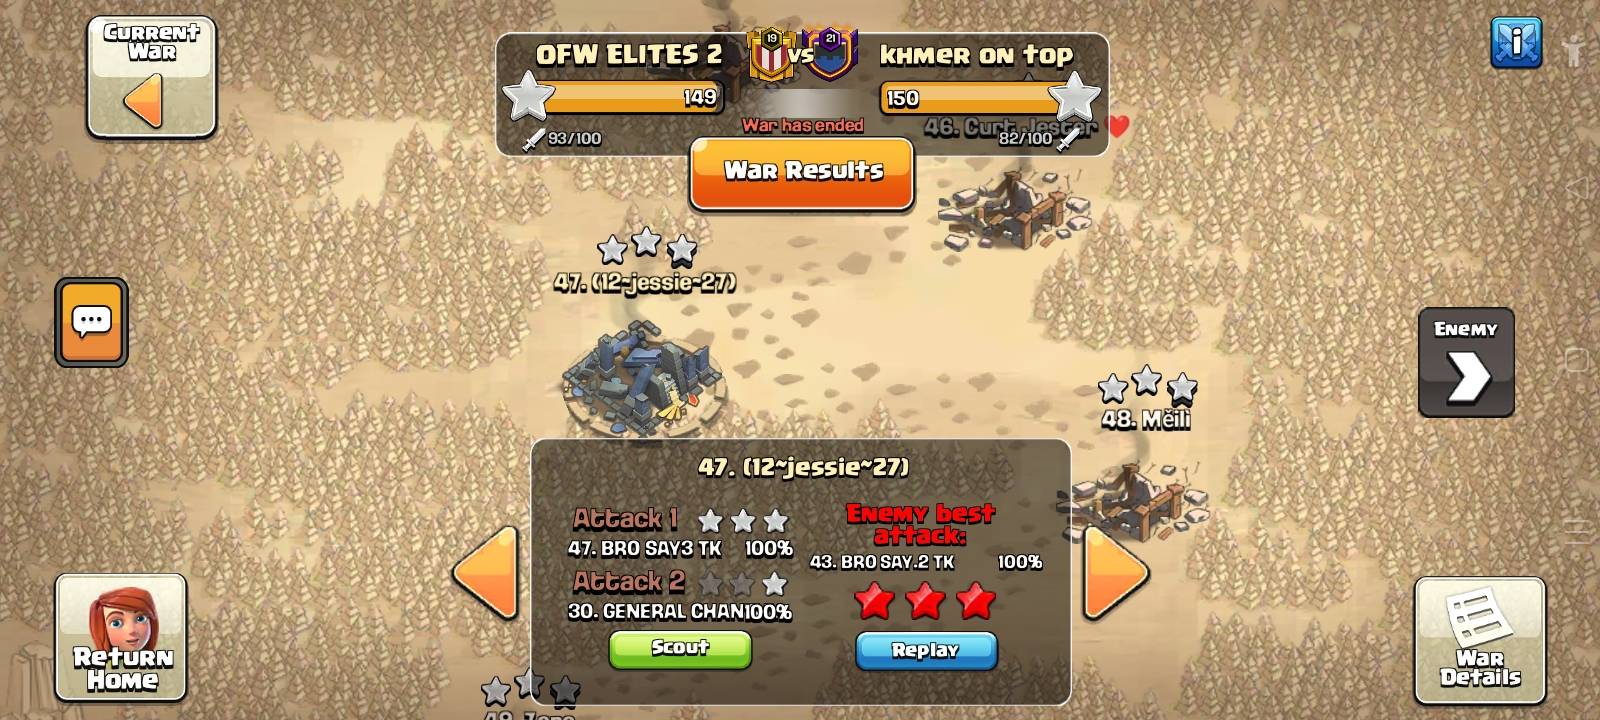 Current
War
OFW ELITES 2
19
vs
21
KHMER ON TOP
149
150
War has ended
93/100
82/100
46. Curt Jester
War Results
47. (12~jessie~27)
Enemy
48. Měilì
47. (12~jessie~27)
Attack 1
47. BRO SAY3 TK 100%
Attack 2
30. GENERAL CHAN100%
Scout
Enemy best
attack:
43. BRO SAY.2 TK 100%
Replay
Return
Home
War
Details